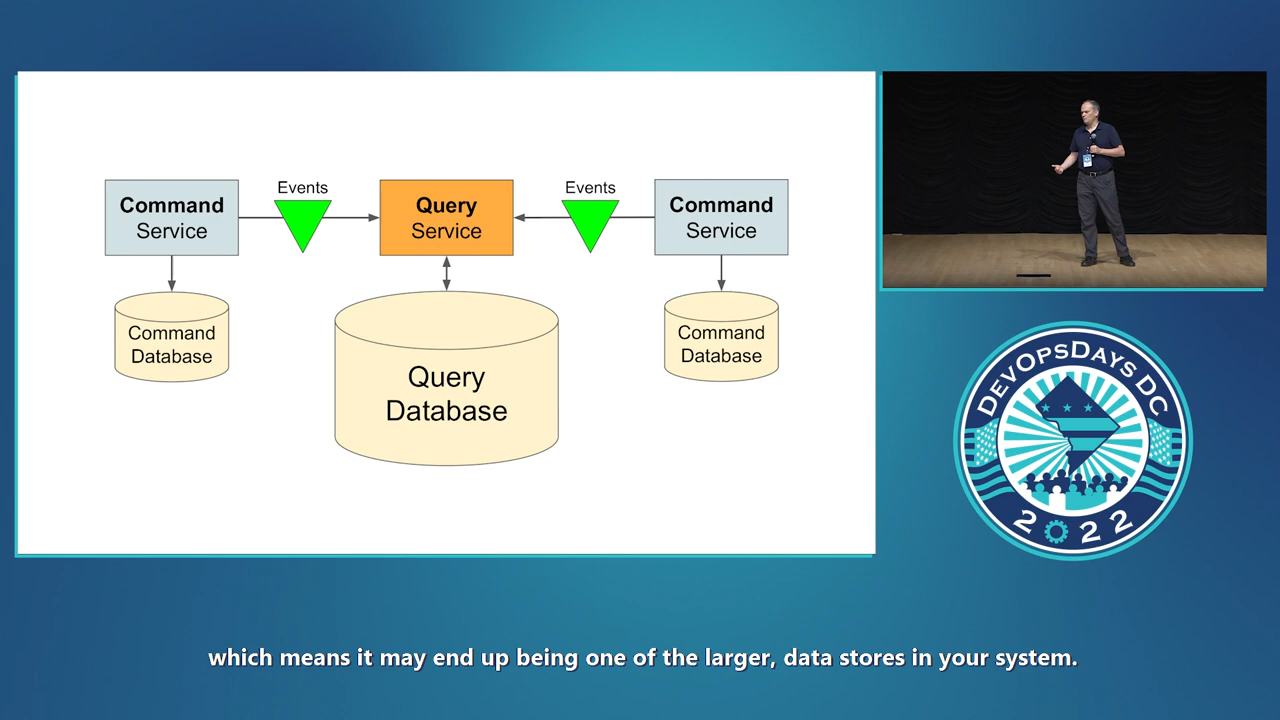 Events
Events
Command
Service
Query
Service
Command
Service
Command
Database
Query
Database
Command
Database
DEVOPSDAYS DC
2022
which means it may end up being one of the larger, data stores in your system.